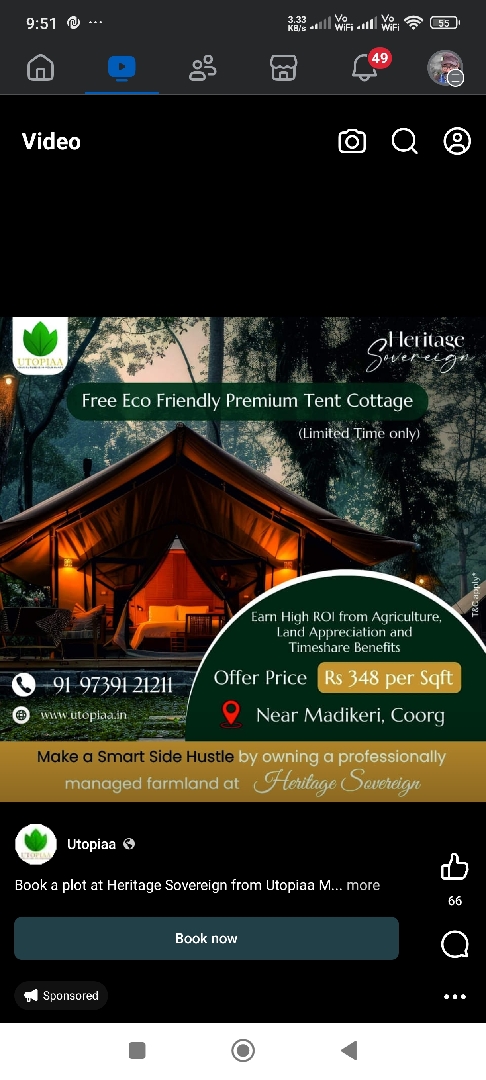 9:51
3.33
KB/s
Vo
WiFi
Vo
WiFi
55
49
Video
UTOPIAA
Heritage
Sovereign
Free Eco Friendly Premium Tent Cottage
(Limited Time only)
T&C apply*
Earn High ROI from Agriculture,
Land Appreciation and
Timeshare Benefits
Offer Price Rs 348 per Sqft
91 97391 21211
www.utopiaa.in
Near Madikeri, Coorg
Make a Smart Side Hustle by owning a professionally
managed farmland at Heritage Sovereign
Utopiaa
Book a plot at Heritage Sovereign from Utopiaa M... more
66
Book now
Sponsored